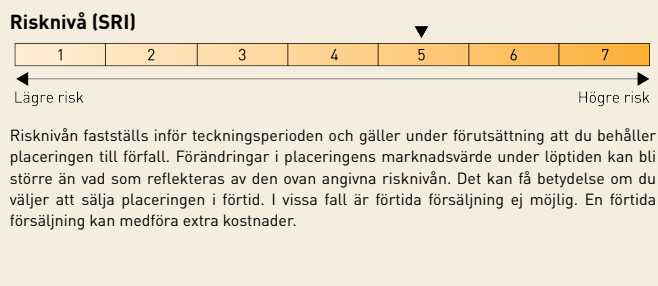 Risknivå (SRI)
1 2 3 4 5 6 7
Lägre risk Högre risk
Risknivån fastställs inför teckningsperioden och gäller under förutsättning att du behåller
placeringen till förfall. Förändringar i placeringens marknadsvärde under löptiden kan bli
större än vad som reflekteras av den ovan angivna risknivån. Det kan få betydelse om du
väljer att sälja placeringen i förtid. I vissa fall är förtida försäljning ej möjlig. En förtida
försäljning kan medföra extra kostnader.